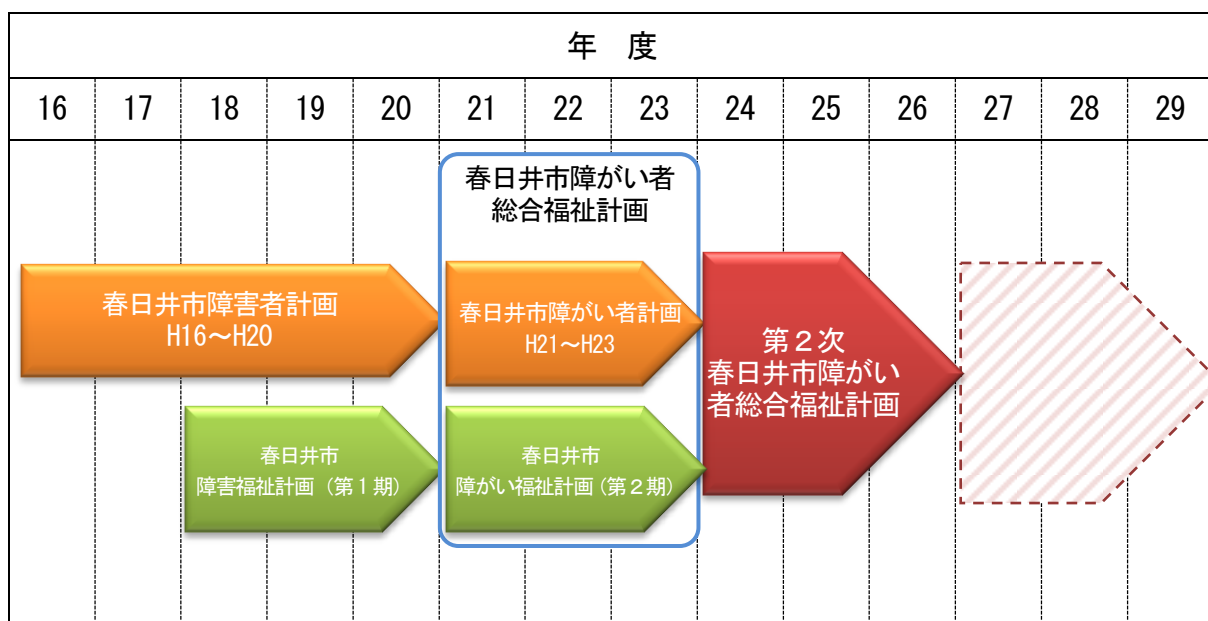 年 度
16 17 18 19 20 21 22 23 24 25 26 27 28 29
春日井市障がい者
総合福祉計画
春日井市障害者計画
H16～H20
春日井市障がい者計画
H21～H23
第２次
春日井市障がい
者総合福祉計画
春日井市
障害福祉計画（第１期）
春日井市
障がい福祉計画（第２期）